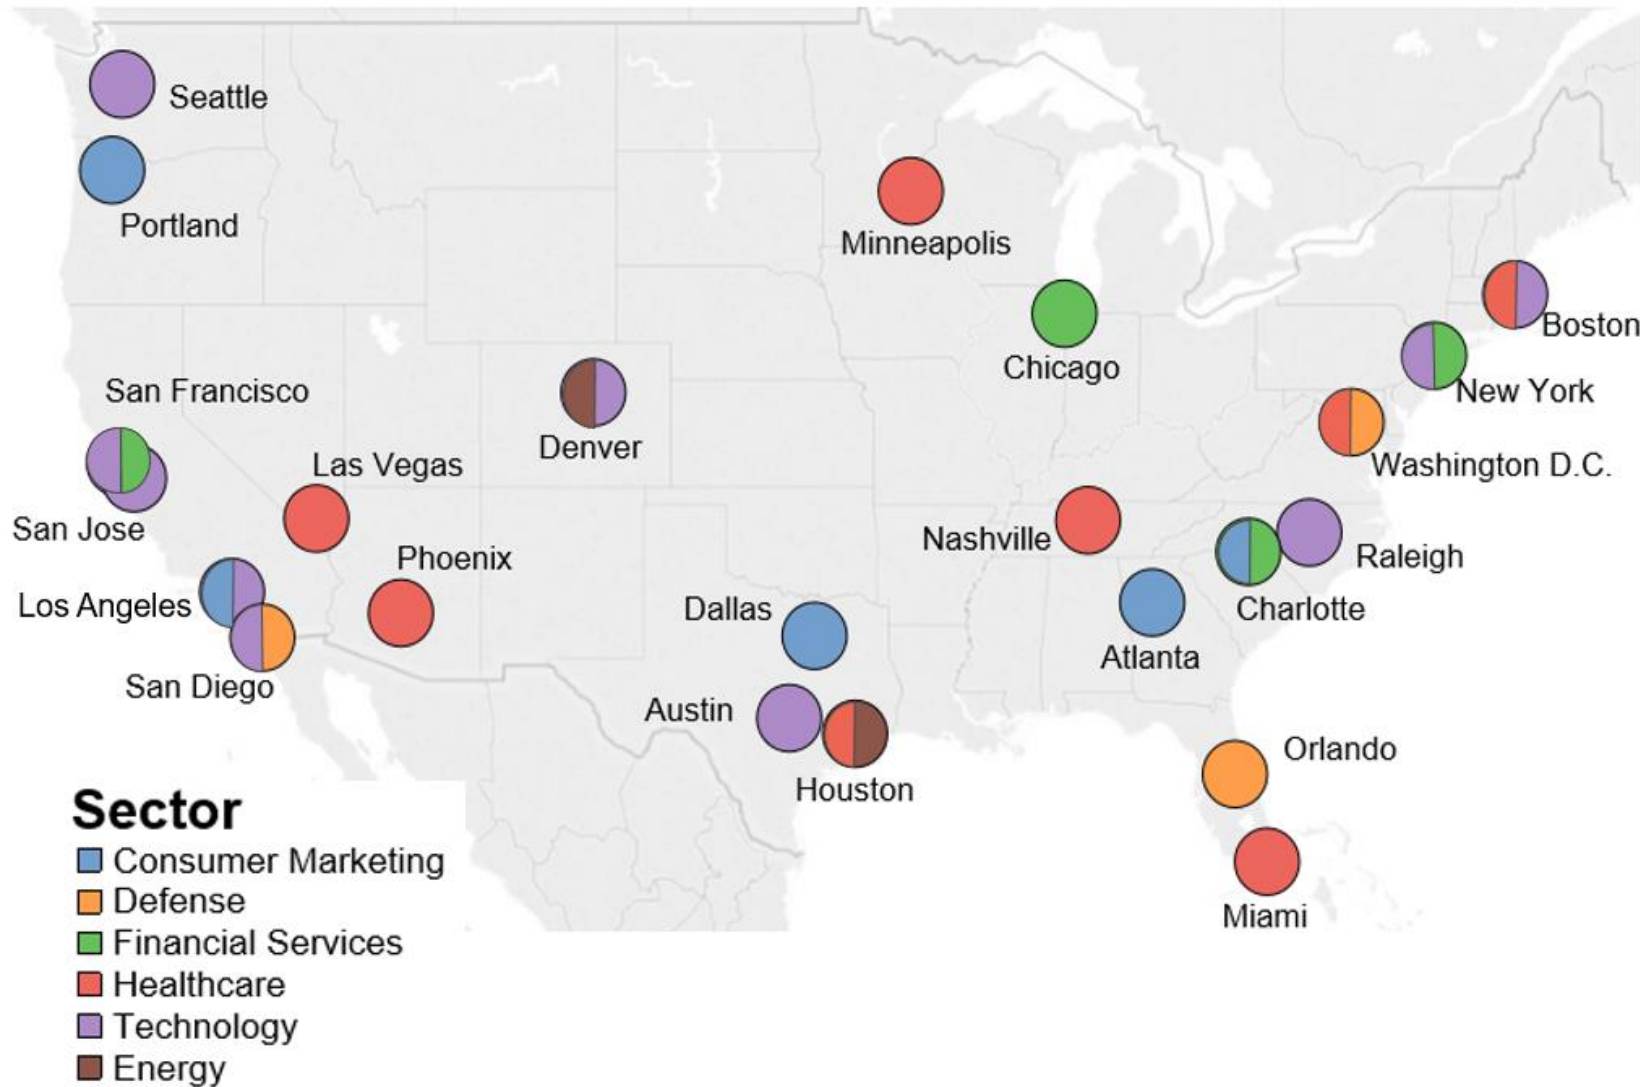 Seattle
Portland
Minneapolis
Boston
Chicago
New York
San Francisco
Denver
Las Vegas
Washington D.C.
San Jose
Nashville
Raleigh
Phoenix
Los Angeles
Dallas
Charlotte
Atlanta
San Diego
Austin
Orlando
Houston
Miami
Sector
Consumer Marketing
Defense
Financial Services
Healthcare
Technology
Energy